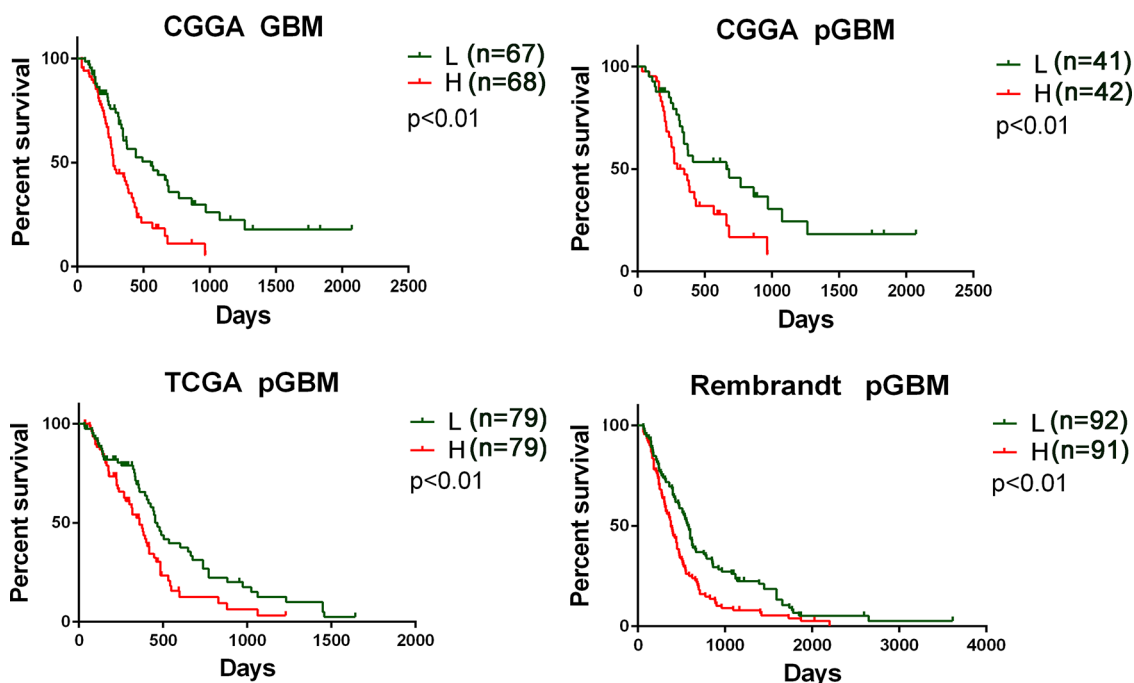 CGGA GBM
L (n=67)
H (n=68)
p<0.01
Percent survival
100
50
0
0 500 1000 1500 2000 2500
Days
CGGA pGBM
L (n=41)
H (n=42)
p<0.01
Percent survival
100
50
0
0 500 1000 1500 2000 2500
Days
TCGA pGBM
L (n=79)
H (n=79)
p<0.01
Percent survival
100
50
0
0 500 1000 1500 2000
Days
Rembrandt pGBM
L (n=92)
H (n=91)
p<0.01
Percent survival
100
50
0
0 1000 2000 3000 4000
Days